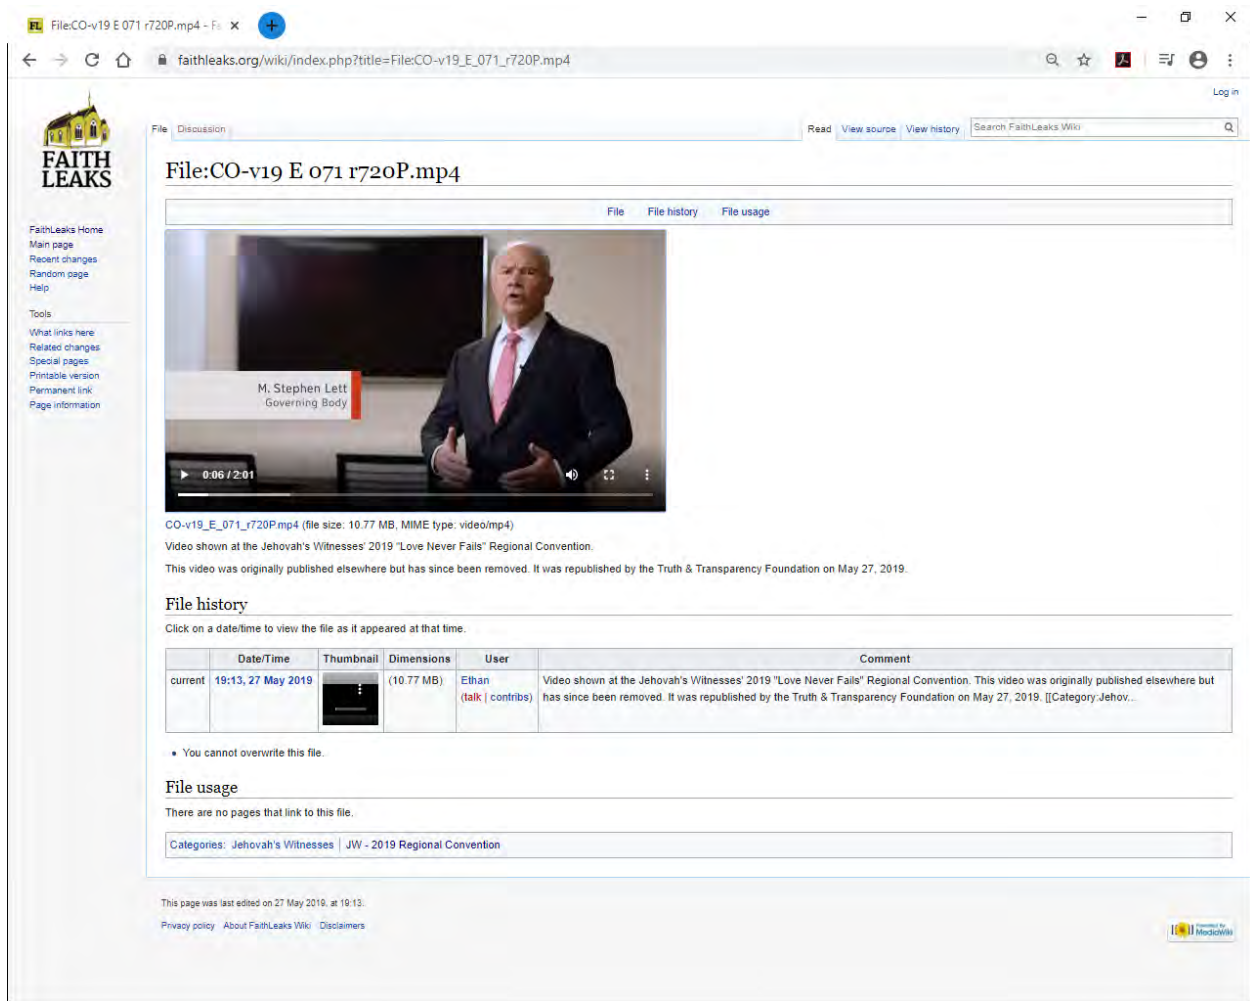 File:CO-v19 E 071 r720P.mp4 - Fa
faithleaks.org/wiki/index.php?title=File:CO-v19_E_071_r720P.mp4
Log in
FAITH
LEAKS
File Discussion
Read View source View history Search FaithLeaks Wiki
File:CO-v19 E 071 r720P.mp4
File File history File usage
FaithLeaks Home
Main page
Recent changes
Random page
Help
Tools
What links here
Related changes
Special pages
Printable version
Permanent link
Page information
M. Stephen Lett
Governing Body
0:06 / 2:01
CO-v19_E_071_r720P.mp4 (file size: 10.77 MB, MIME type: video/mp4)
Video shown at the Jehovah's Witnesses' 2019 "Love Never Fails" Regional Convention.
This video was originally published elsewhere but has since been removed. It was republished by the Truth & Transparency Foundation on May 27, 2019.
File history
Click on a date/time to view the file as it appeared at that time.
Date/Time Thumbnail Dimensions User Comment
current 19:13, 27 May 2019 (10.77 MB) Ethan Video shown at the Jehovah's Witnesses' 2019 "Love Never Fails" Regional Convention. This video was originally published elsewhere but
(talk | contribs) has since been removed. It was republished by the Truth & Transparency Foundation on May 27, 2019. [[Category:Jehov...
You cannot overwrite this file.
File usage
There are no pages that link to this file.
Categories: Jehovah's Witnesses | JW - 2019 Regional Convention
This page was last edited on 27 May 2019, at 19:13.
Privacy policy About FaithLeaks Wiki Disclaimers
Powered By
MediaWiki